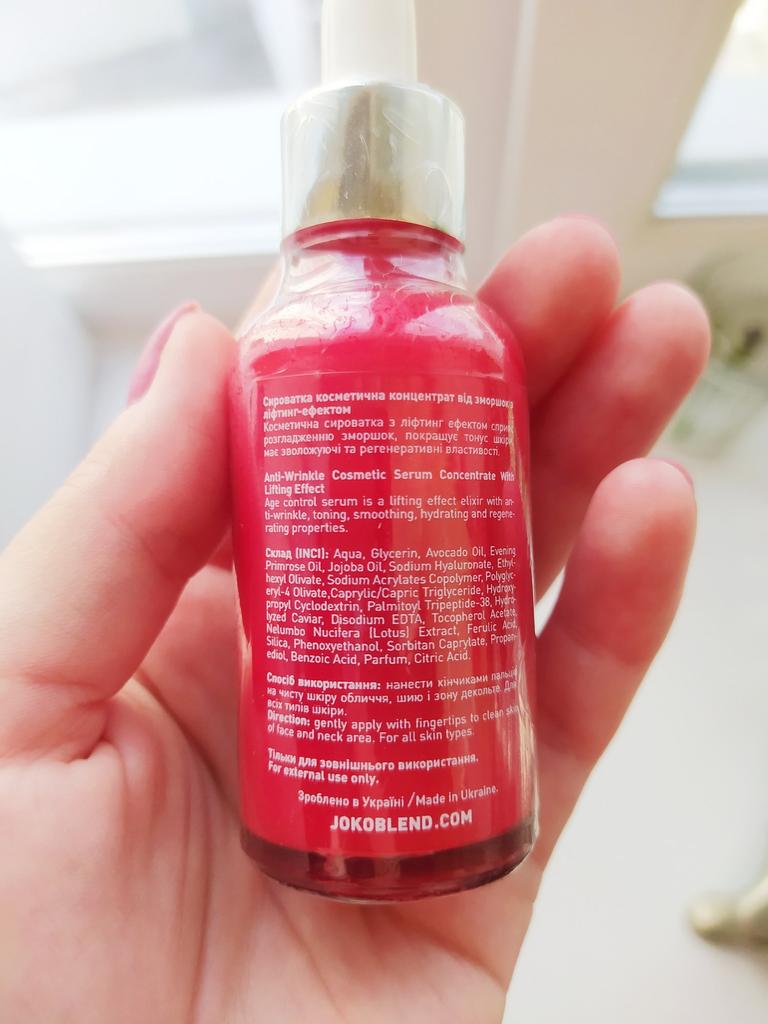 Сироватка косметична концентрат від зморшок з
ліфтинг-ефектом
Косметична сироватка з ліфтинг ефектом
розгладженню зморшок, покращує тонус шкіри,
має зволожуючі та регенеративні властивості.
Anti-Wrinkle Cosmetic Serum Concentrate With
Lifting Effect
Age control serum is a lifting effect elixir with an-
ti-wrinkle, toning, smoothing, hydrating and regene-
rating properties.
Склад (INCI): Aqua, Glycerin, Avocado Oil, Evening
Primrose Oil, Jojoba Oil, Sodium Hyaluronate, Ethyl-
hexyl Olivate, Sodium Acrylates Copolymer, Polyglyc-
eryl-4 Olivate,Caprylic/Capric Triglyceride, Hydroxy-
propyl Cyclodextrin, Palmitoyl Tripeptide-38, Hydro-
lyzed Caviar, Disodium EDTA, Tocopherol Acetate,
Nelumbo Nucifera (Lotus) Extract, Ferulic Acid,
Silica, Phenoxyethanol, Sorbitan Caprylate, Propan-
ediol, Benzoic Acid, Parfum, Citric Acid.
Спосіб використання: нанести кінчиками пальців
на чисту шкіру обличчя, шию і зону декольте. Для
всіх типів шкіри.
Direction: gently apply with fingertips to clean skin
of face and neck area. For all skin types.
Тільки для зовнішнього використання.
For external use only.
Зроблено в Україні /Made in Ukraine.
JOKOBLEND.COM